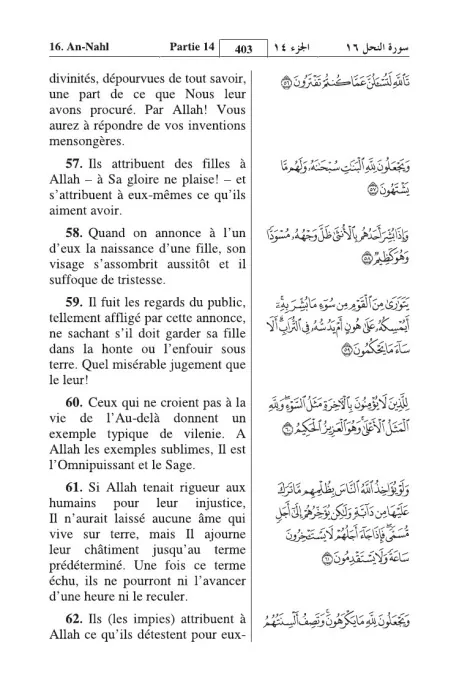 16. An-Nahl Partie 14 403 الجزء ١٤ سورة النحل ١٦
divinités, dépourvues de tout savoir,
une part de ce que Nous leur
avons procuré. Par Allah! Vous
aurez à répondre de vos inventions
mensongères.
57. Ils attribuent des filles à
Allah – à Sa gloire ne plaise! – et
s’attribuent à eux-mêmes ce qu’ils
aiment avoir.
58. Quand on annonce à l’un
d’eux la naissance d’une fille, son
visage s’assombrit aussitôt et il
suffoque de tristesse.
59. Il fuit les regards du public,
tellement affligé par cette annonce,
ne sachant s’il doit garder sa fille
dans la honte ou l’enfouir sous
terre. Quel misérable jugement que
le leur!
60. Ceux qui ne croient pas à la
vie de l’Au-delà donnent un
exemple typique de vilenie. A
Allah les exemples sublimes, Il est
l’Omnipuissant et le Sage.
61. Si Allah tenait rigueur aux
humains pour leur injustice,
Il n’aurait laissé aucune âme qui
vive sur terre, mais Il ajourne
leur châtiment jusqu’au terme
prédéterminé. Une fois ce terme
échu, ils ne pourront ni l’avancer
d’une heure ni le reculer.
62. Ils (les impies) attribuent à
Allah ce qu’ils détestent pour eux-
تَاللَّهِ لَتُسْأَلُنَّ عَمَّا كُنتُمْ تَفْتَرُونَ ٥٦
وَيَجْعَلُونَ لِلَّهِ الْبَنَاتِ سُبْحَانَهُ وَلَهُم مَّا
يَشْتَهُونَ ٥٧
وَإِذَا بُشِّرَ أَحَدُهُم بِالْأُنثَىٰ ظَلَّ وَجْهُهُ مُسْوَدًّا
وَهُوَ كَظِيمٌ ٥٨
يَتَوَارَىٰ مِنَ الْقَوْمِ مِن سُوءِ مَا بُشِّرَ بِهِ
أَيُمْسِكُهُ عَلَىٰ هُونٍ أَمْ يَدُسُّهُ فِي التُّرَابِ أَلَا
سَاءَ مَا يَحْكُمُونَ ٥٩
لِلَّذِينَ لَا يُؤْمِنُونَ بِالْآخِرَةِ مَثَلُ السَّوْءِ وَلِلَّهِ
الْمَثَلُ الْأَعْلَىٰ وَهُوَ الْعَزِيزُ الْحَكِيمُ ٦٠
وَلَوْ يُؤَاخِذُ اللَّهُ النَّاسَ بِظُلْمِهِم مَّا تَرَكَ
عَلَيْهَا مِن دَابَّةٍ وَلَٰكِن يُؤَخِّرُهُمْ إِلَىٰ أَجَلٍ
مُّسَمًّى فَإِذَا جَاءَ أَجَلُهُمْ لَا يَسْتَأْخِرُونَ
سَاعَةً وَلَا يَسْتَقْدِمُونَ ٦١
وَيَجْعَلُونَ لِلَّهِ مَا يَكْرَهُونَ وَتَصِفُ أَلْسِنَتُهُمُ